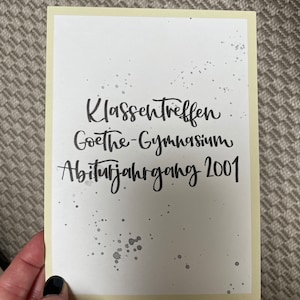 Klassentreffen
Goethe-Gymnasium
Abiturjahrgang 2001